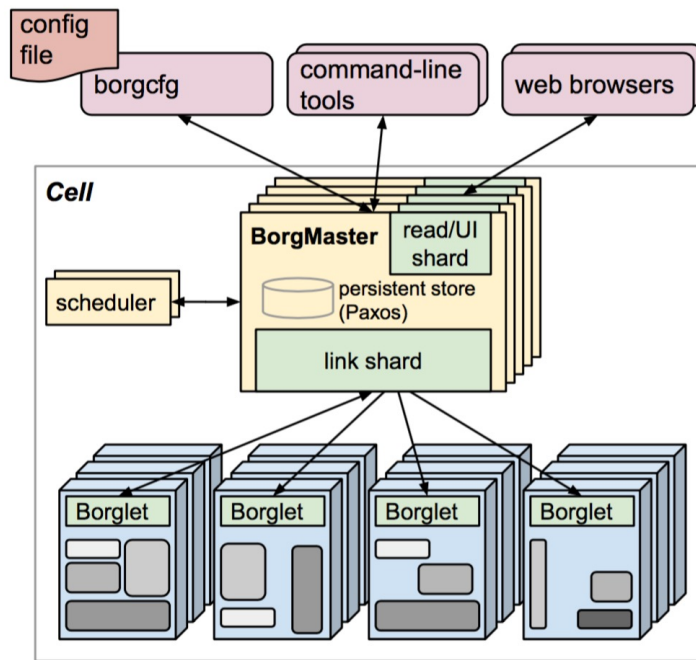 config
file
borgcfg
command-line
tools
web browsers
Cell
BorgMaster
read/UI
shard
persistent store
(Paxos)
scheduler
link shard
Borglet
Borglet
Borglet
Borglet